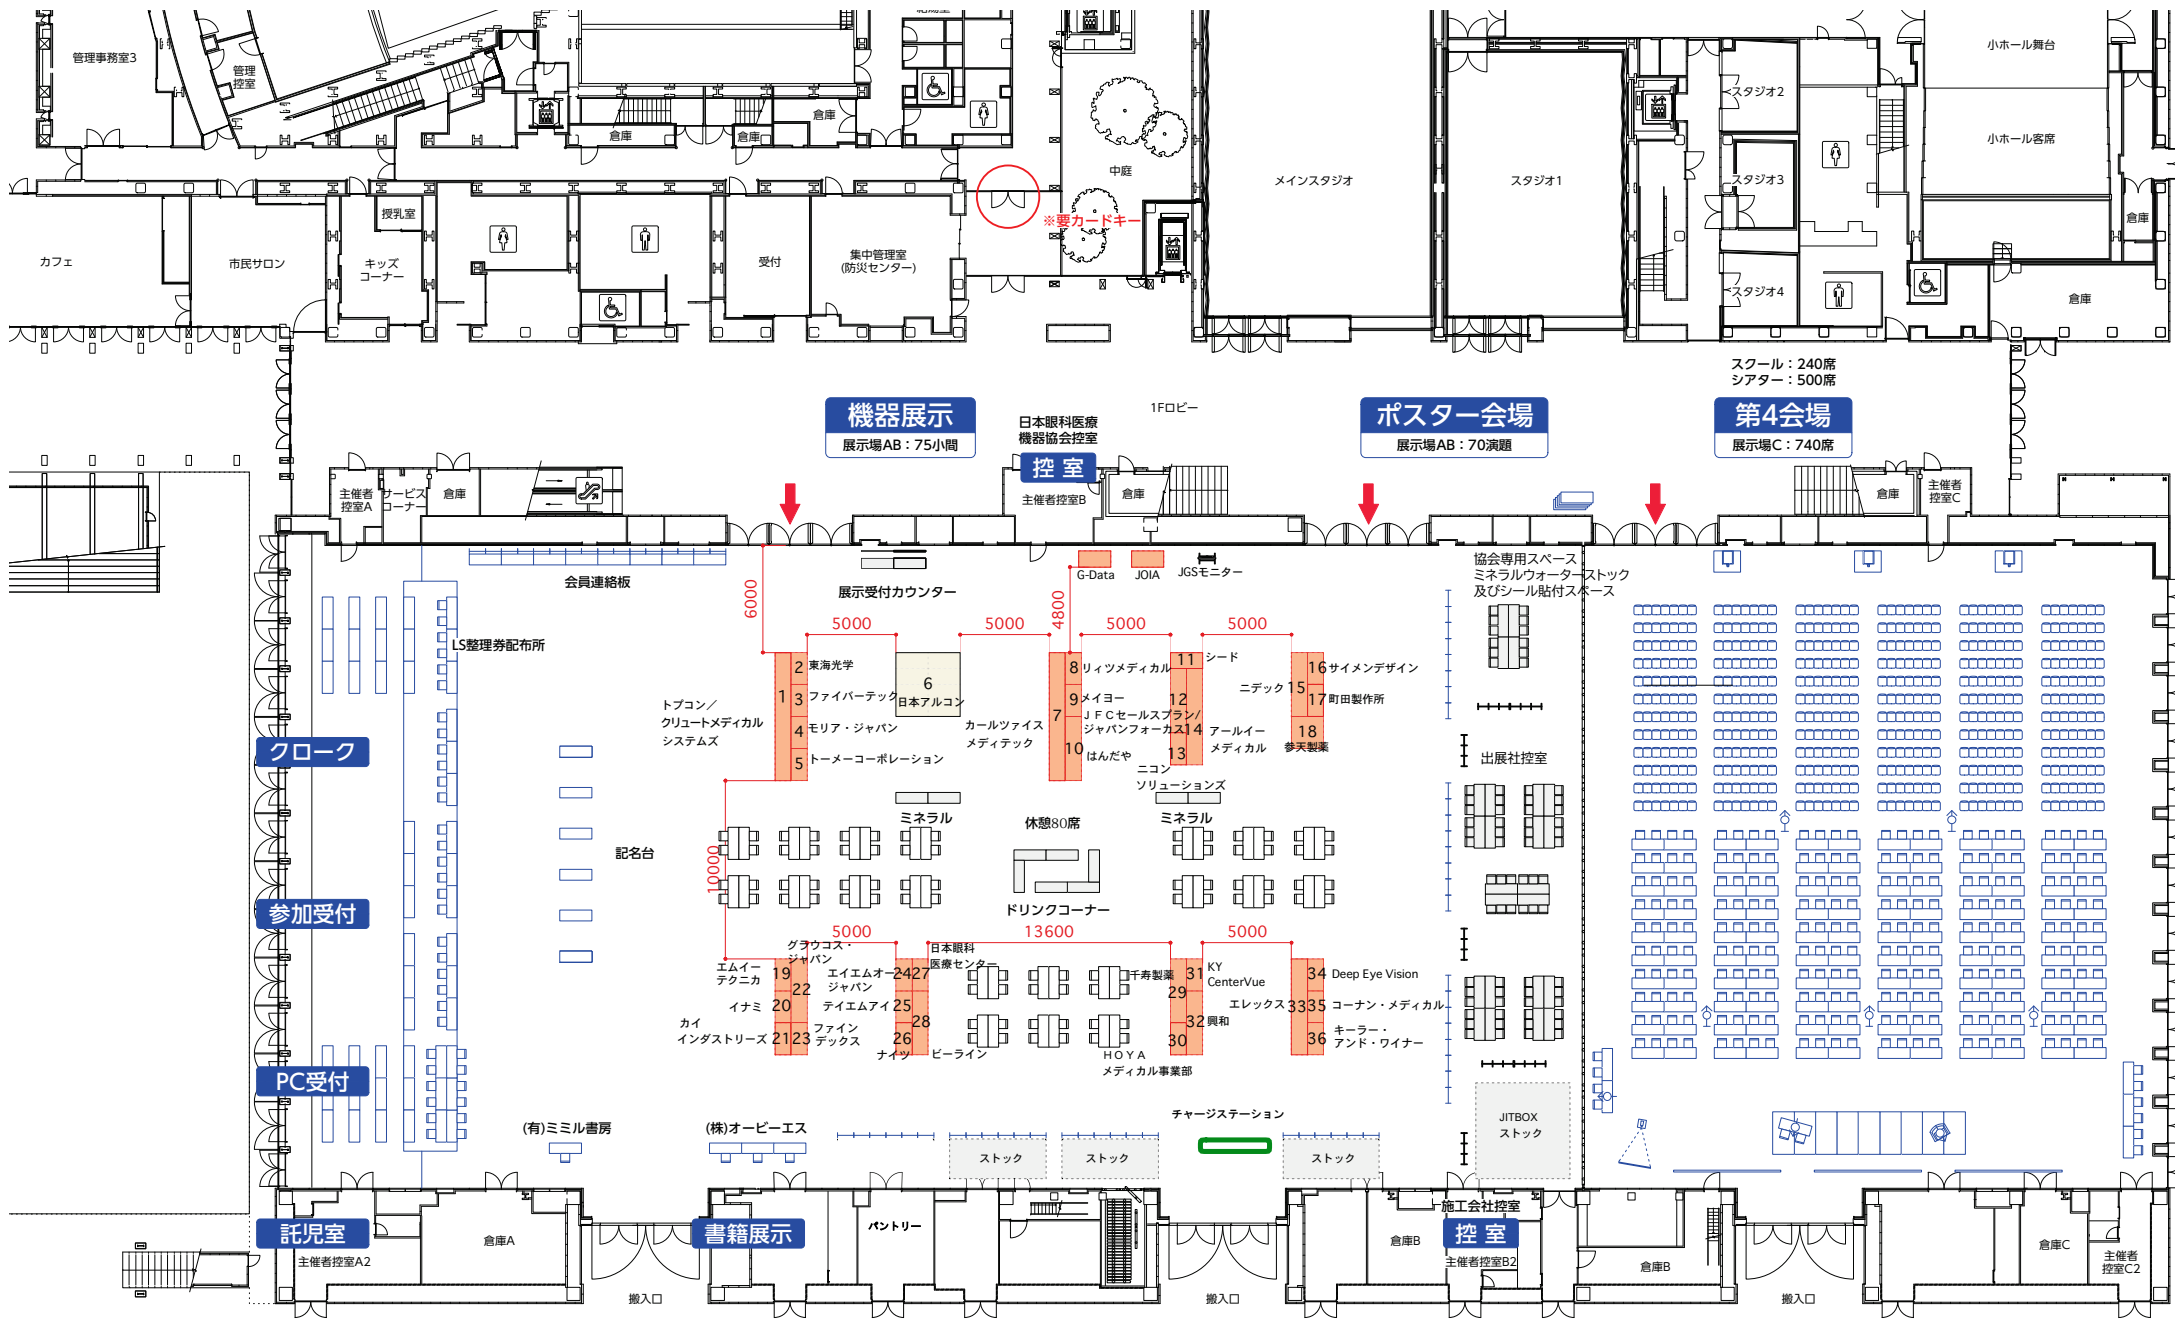 管理事務室3
管理
控室
倉庫
倉庫
倉庫
中庭
メインスタジオ
スタジオ1
スタジオ2
スタジオ3
スタジオ4
小ホール舞台
小ホール客席
倉庫
倉庫
カフェ
市民サロン
授乳室
キッズ
コーナー
受付
集中管理室
(防災センター)
※要カードキー
スクール：240席
シアター：500席
機器展示
展示場AB：75小間
日本眼科医療
機器協会控室
控 室
主催者控室B
1Fロビー
ポスター会場
展示場AB：70演題
第4会場
展示場C：740席
主催者
控室A
サービス
コーナー
倉庫
倉庫
倉庫
主催者
控室C
会員連絡板
展示受付カウンター
G-Data
JOIA
JGSモニター
協会専用スペース
ミネラルウォーターストック
及びシール貼付スペース
LS整理券配布所
6000
5000
5000
4800
5000
5000
1
トプコン／
クリュートメディカル
システムズ
2
東海光学
3
ファイバーテック
4
モリア・ジャパン
5
トーメーコーポレーション
6
日本アルコン
7
カールツァイス
メディテック
8
リィツメディカル
9
メイヨー
ＪＦＣセールスプラン/
ジャパンフォーカス
10
はんだや
11
シード
12
13
ニコン
ソリューションズ
14
アールイー
メディカル
15
ニデック
16
サイメンデザイン
17
町田製作所
18
参天製薬
クローク
出展社控室
ミネラル
休憩80席
ミネラル
記名台
10000
ドリンクコーナー
参加受付
5000
13600
5000
エムイー
テクニカ
19
グラウコス・
ジャパン
22
イナミ
20
カイ
インダストリーズ
21
23
ファイン
デックス
エイエムオー
ジャパン
24
27
日本眼科
医療センター
テイエムアイ
25
28
26
ナイツ
ビーライン
千寿製薬
29
31
KY
CenterVue
32
興和
30
ＨＯＹＡ
メディカル事業部
エレックス
33
34
Deep Eye Vision
35
コーナン・メディカル
36
キーラー・
アンド・ワイナー
PC受付
(有)ミミル書房
(株)オービーエス
チャージステーション
ストック
ストック
ストック
JITBOX
ストック
託児室
主催者控室A2
倉庫A
書籍展示
パントリー
倉庫B
施工会社控室
控 室
主催者控室B2
倉庫B
倉庫C
主催者
控室C2
搬入口
搬入口
搬入口